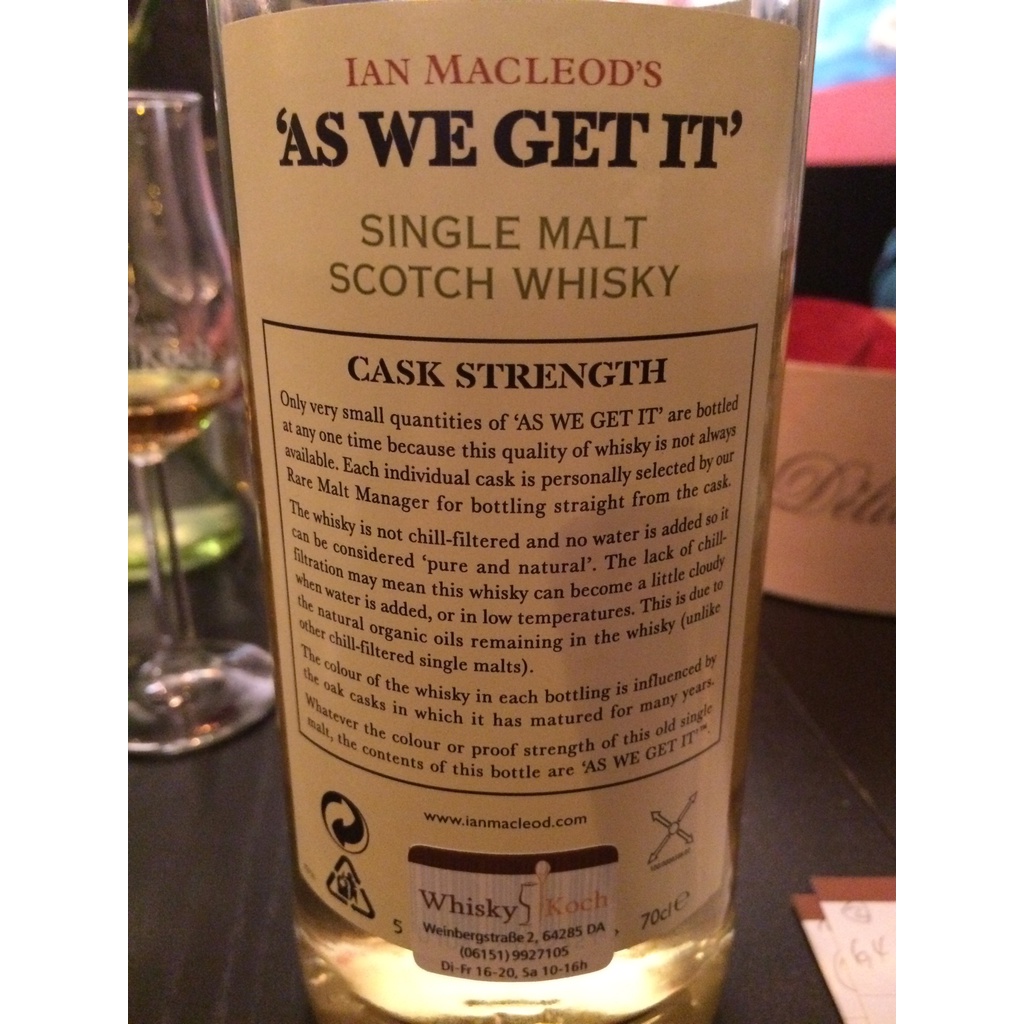 IAN MACLEOD'S
'AS WE GET IT'
SINGLE MALT
SCOTCH WHISKY
CASK STRENGTH
Only very small quantities of 'AS WE GET IT' are bottled
at any one time because this quality of whisky is not always
available. Each individual cask is personally selected by our
Rare Malt Manager for bottling straight from the cask.
The whisky is not chill-filtered and no water is added so it
can be considered 'pure and natural'. The lack of chill-
filtration may mean this whisky can become a little cloudy
when water is added, or in low temperatures. This is due to
the natural organic oils remaining in the whisky (unlike
other chill-filtered single malts).
The colour of the whisky in each bottling is influenced by
the oak casks in which it has matured for many years.
Whatever the colour or proof strength of this old single
malt, the contents of this bottle are 'AS WE GET IT'™.
www.ianmacleod.com
5
70cl e
Whisky Koch
Weinbergstraße 2, 64285 DA
(06151) 9927105
Di-Fr 16-20, Sa 10-16h